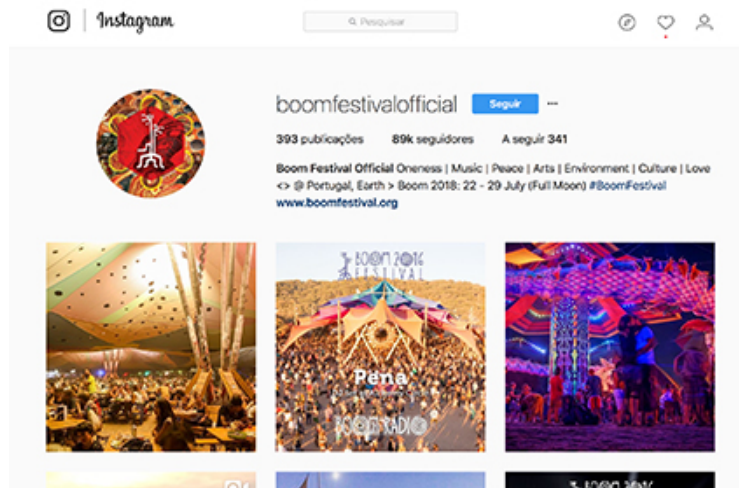 Instagram
Pesquisar
boomfestivalofficial Seguir
393 publicações 89k seguidores A seguir 341
Boom Festival Official Oneness | Music | Peace | Arts | Environment | Culture | Love
<> @ Portugal, Earth > Boom 2018: 22 - 29 July (Full Moon) #BoomFestival
www.boomfestival.org
BOOM 2016
FESTIVAL
Pena
BOOM RADIO
BOOM 2016